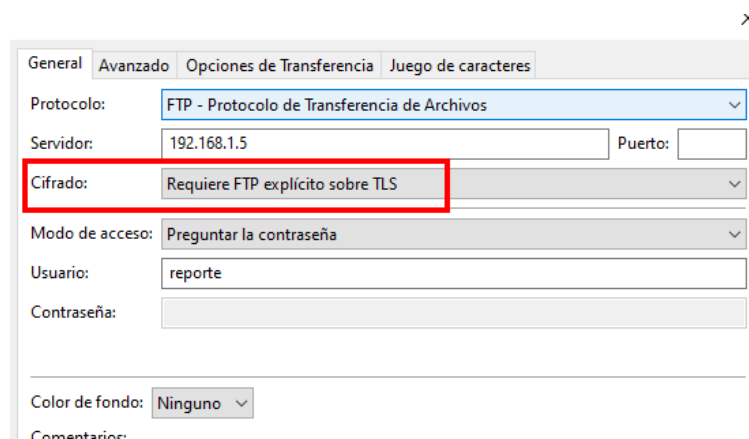 ×
General Avanzado Opciones de Transferencia Juego de caracteres
Protocolo: FTP - Protocolo de Transferencia de Archivos
Servidor: 192.168.1.5 Puerto:
Cifrado: Requiere FTP explícito sobre TLS
Modo de acceso: Preguntar la contraseña
Usuario: reporte
Contraseña:
Color de fondo: Ninguno
Comentarios: